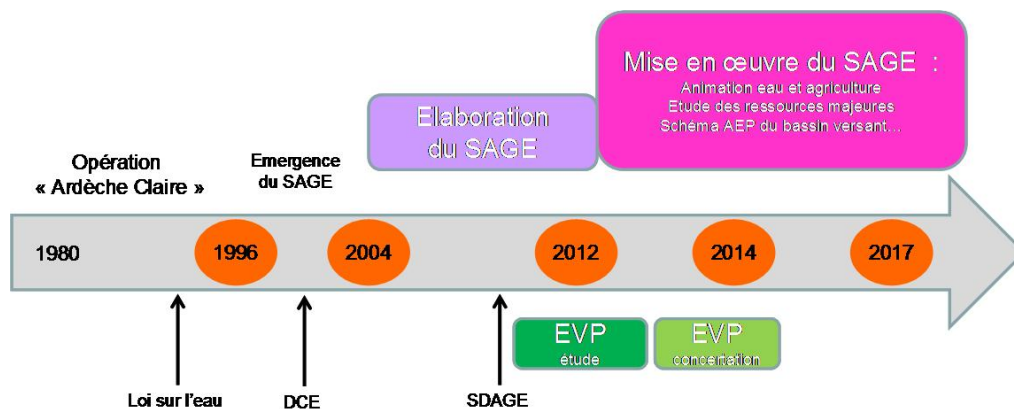 Mise en œuvre du SAGE :
Animation eau et agriculture
Etude des ressources majeures
Schéma AEP du bassin versant...
Elaboration
du SAGE
Opération
« Ardèche Claire »
Emergence
du SAGE
1980
1996
2004
2012
2014
2017
EVP
étude
EVP
concertation
Loi sur l'eau
DCE
SDAGE